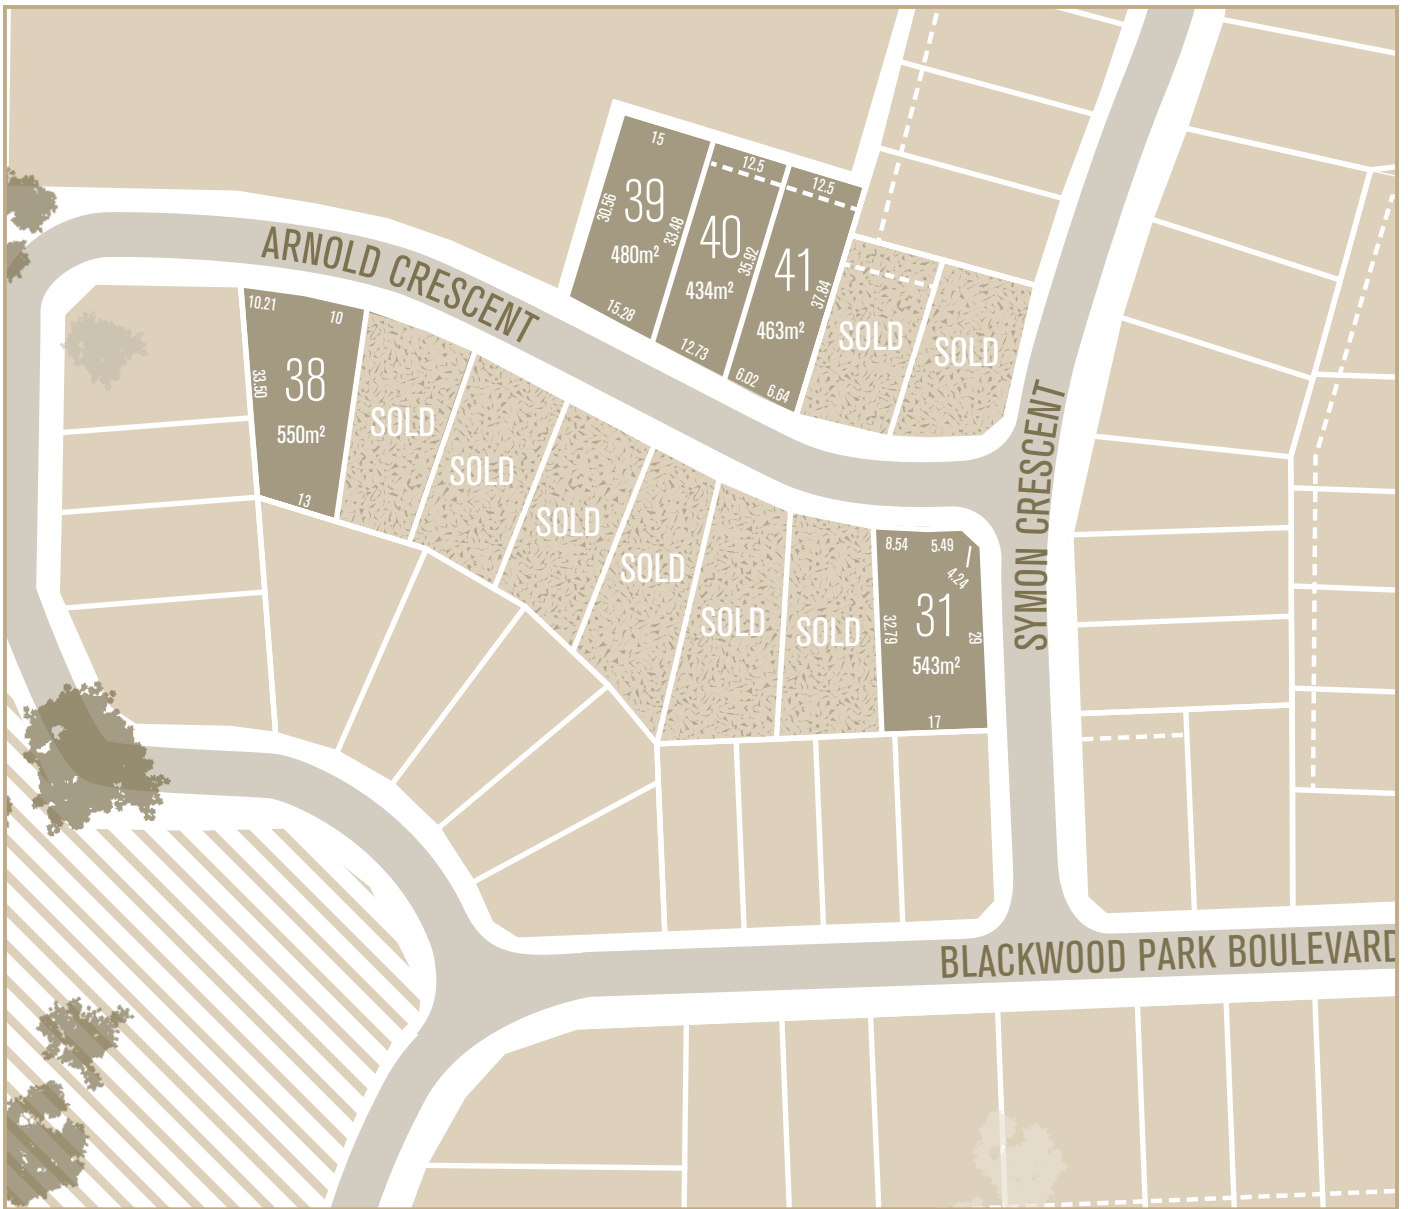 15
12.5
12.5
30.56
39
480m²
33.48
40
434m²
35.92
41
463m²
37.84
15.28
12.73
6.02
6.64
SOLD
SOLD
ARNOLD CRESCENT
10.21
10
33.50
38
550m²
13
SOLD
SOLD
SOLD
SOLD
SOLD
SOLD
8.54
5.49
4.24
32.79
31
543m²
29
17
SYMON CRESCENT
BLACKWOOD PARK BOULEVARD